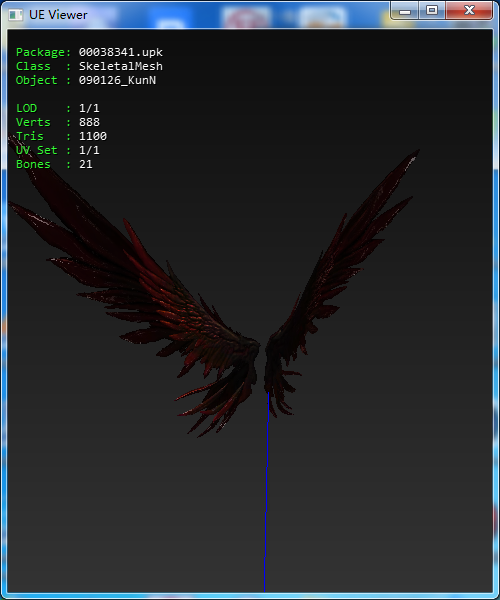 UE Viewer
Package: 00038341.upk
Class : SkeletalMesh
Object : 090126_KunN
LOD : 1/1
Verts : 888
Tris : 1100
UV Set : 1/1
Bones : 21